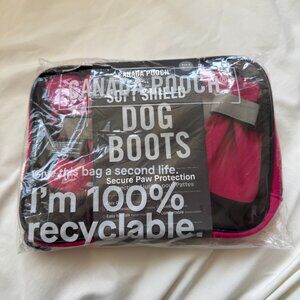 CANADA POOCH
CANADA POOCH
SOFT SHIELD
DOG
BOOTS
Give this bag a second life.
Secure Paw Protection
I'm 100%
recyclable.